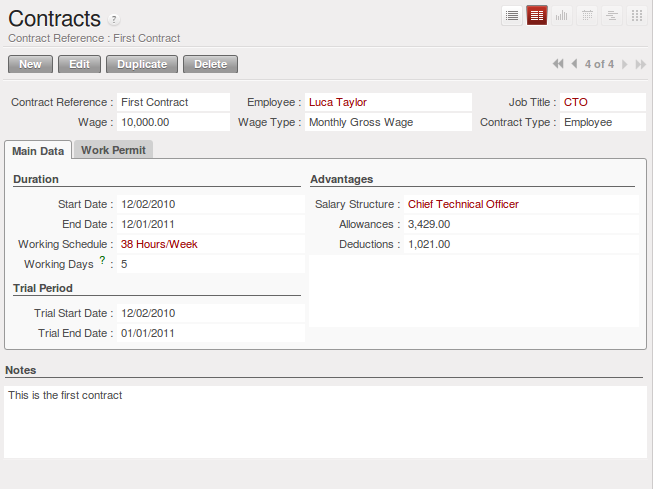 Contracts ?
Contract Reference : First Contract
New Edit Duplicate Delete 4 of 4
Contract Reference : First Contract Employee : Luca Taylor Job Title : CTO
Wage : 10,000.00 Wage Type : Monthly Gross Wage Contract Type : Employee
Main Data Work Permit
Duration
Start Date : 12/02/2010
End Date : 12/01/2011
Working Schedule : 38 Hours/Week
Working Days ? : 5
Trial Period
Trial Start Date : 12/02/2010
Trial End Date : 01/01/2011
Advantages
Salary Structure : Chief Technical Officer
Allowances : 3,429.00
Deductions : 1,021.00
Notes
This is the first contract